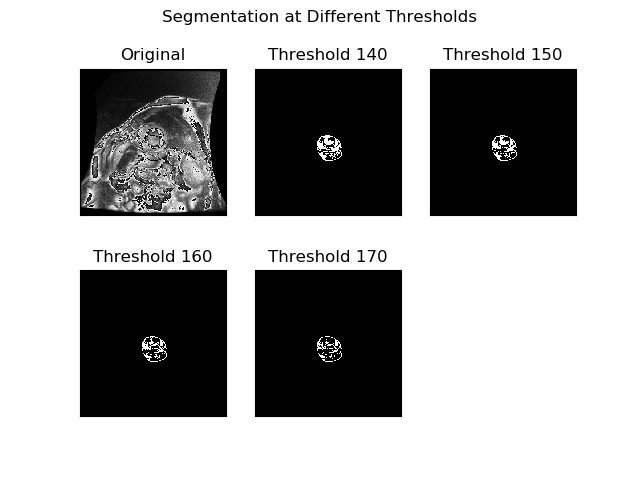 Segmentation at Different Thresholds
Original
Threshold 140
Threshold 150
Threshold 160
Threshold 170